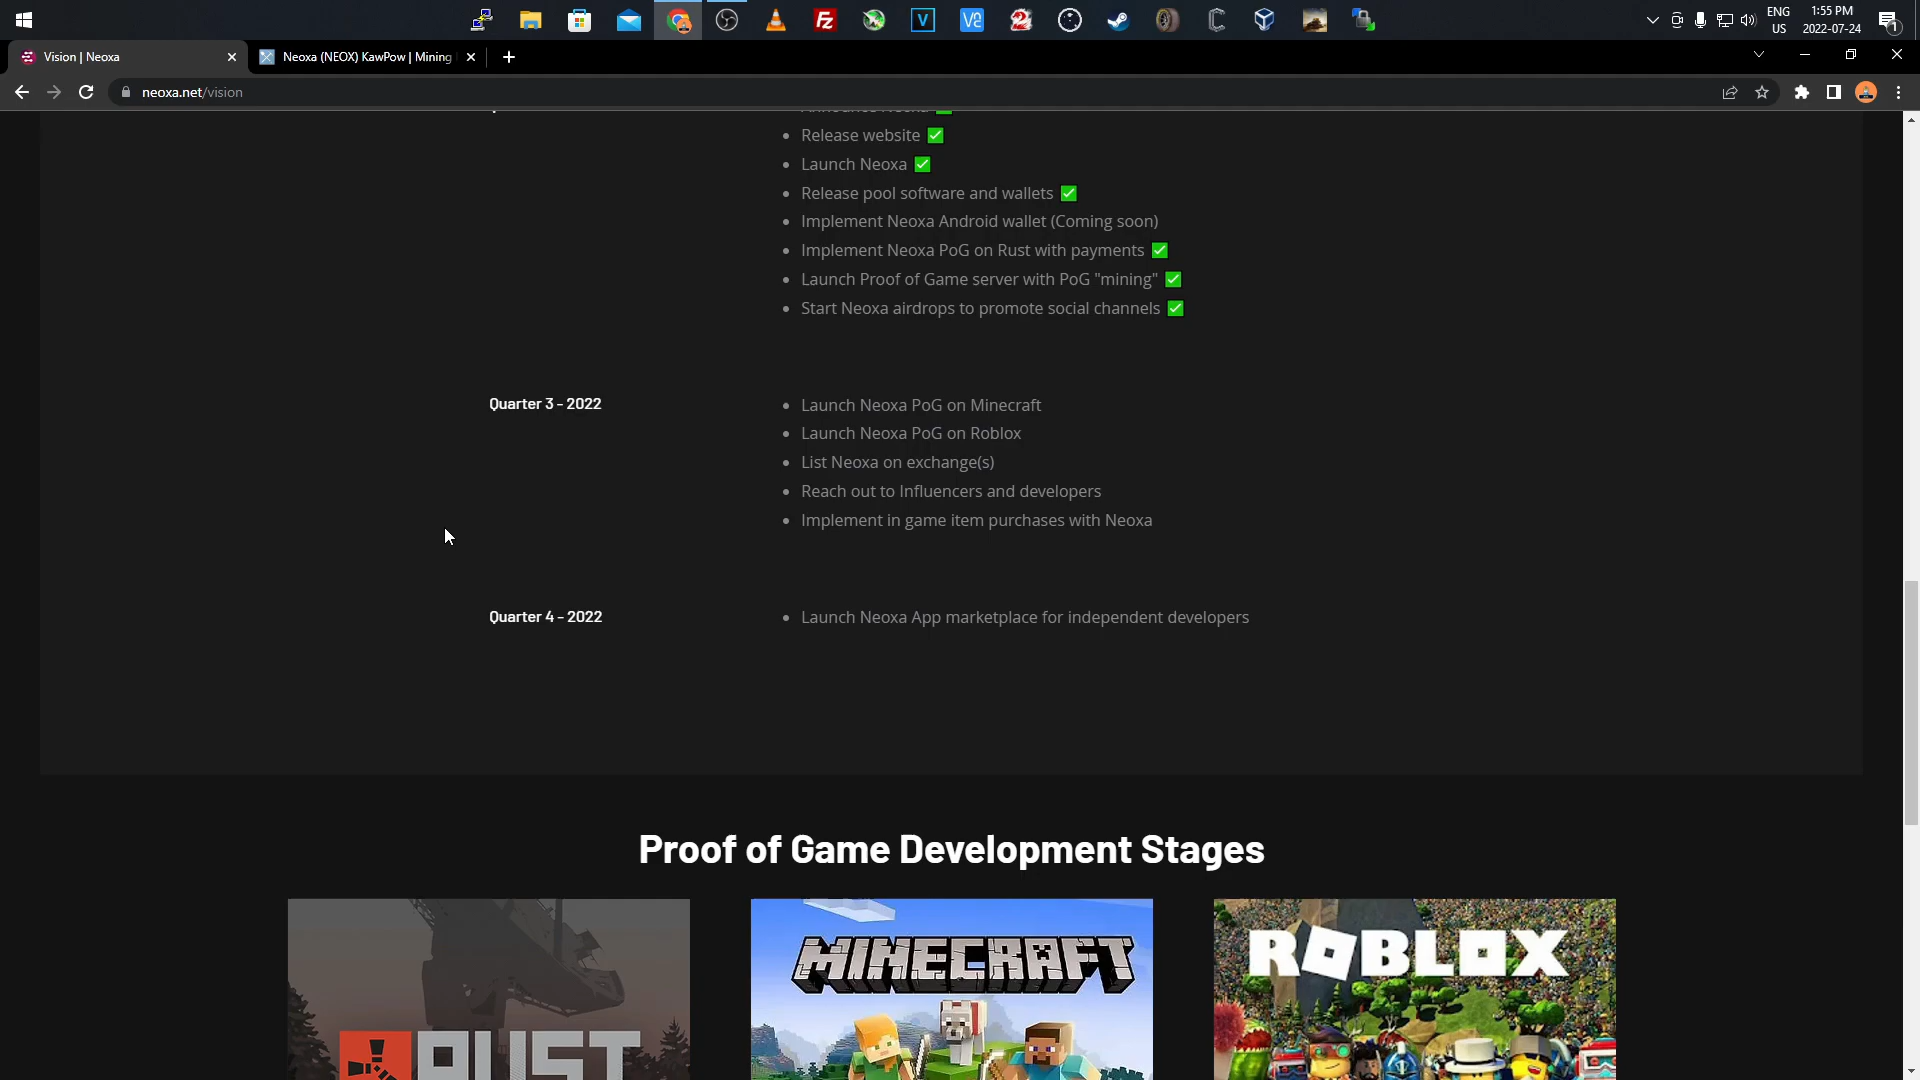 ENG
US
1:55 PM
2022-07-24
1
Vision | Neoxa
Neoxa (NEOX) KawPow | Mining
neoxa.net/vision
Announce Neoxa ✅
• Release website ✅
• Launch Neoxa ✅
• Release pool software and wallets ✅
• Implement Neoxa Android wallet (Coming soon)
• Implement Neoxa PoG on Rust with payments ✅
• Launch Proof of Game server with PoG "mining" ✅
• Start Neoxa airdrops to promote social channels ✅
Quarter 3 - 2022
• Launch Neoxa PoG on Minecraft
• Launch Neoxa PoG on Roblox
• List Neoxa on exchange(s)
• Reach out to Influencers and developers
• Implement in game item purchases with Neoxa
Quarter 4 - 2022
• Launch Neoxa App marketplace for independent developers
Proof of Game Development Stages
RUST
MINECRAFT
ROBLOX